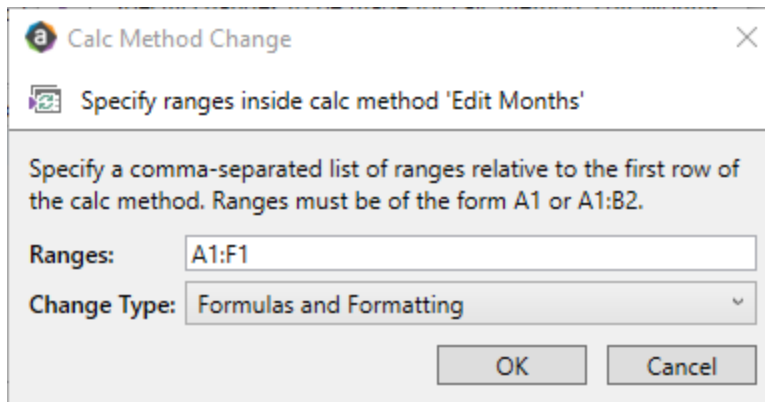 Calc Method Change
Specify ranges inside calc method 'Edit Months'
Specify a comma-separated list of ranges relative to the first row of
the calc method. Ranges must be of the form A1 or A1:B2.
Ranges: A1:F1
Change Type: Formulas and Formatting
OK Cancel